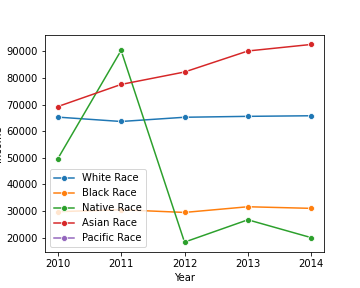 90000
80000
70000
60000
50000
40000
30000
20000
White Race
Black Race
Native Race
Asian Race
Pacific Race
2010 2011 2012 2013 2014
Year